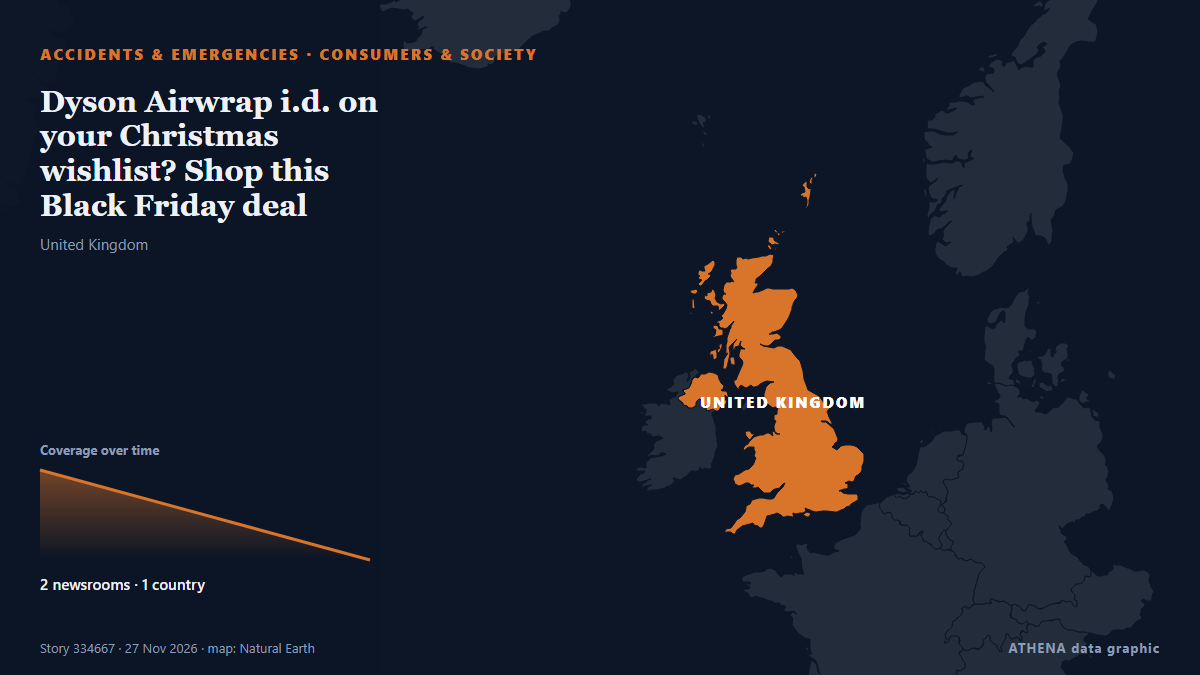 ACCIDENTS & EMERGENCIES · CONSUMERS & SOCIETY
Dyson Airwrap i.d. on
your Christmas
wishlist? Shop this
Black Friday deal
United Kingdom
UNITED KINGDOM
Coverage over time
2 newsrooms · 1 country
Story 334667 · 27 Nov 2026 · map: Natural Earth
ATHENA data graphic